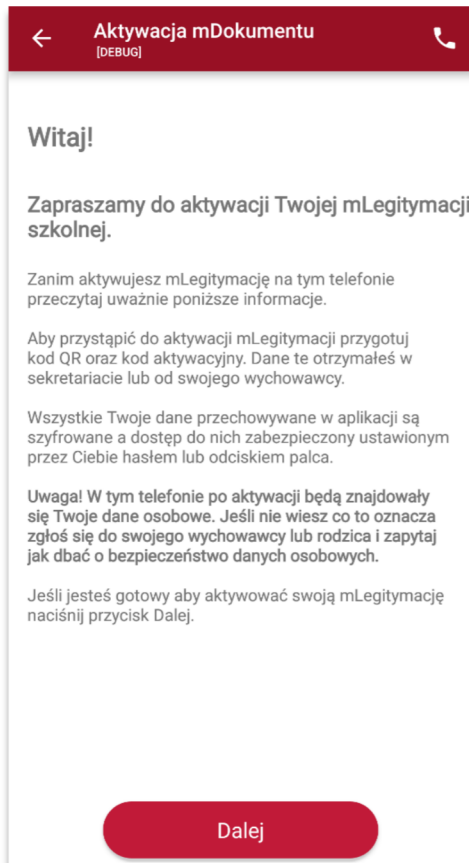 Aktywacja mDokumentu
[DEBUG]
Witaj!
Zapraszamy do aktywacji Twojej mLegitymacji
szkolnej.
Zanim aktywujesz mLegitymację na tym telefonie
przeczytaj uważnie poniższe informacje.
Aby przystąpić do aktywacji mLegitymacji przygotuj
kod QR oraz kod aktywacyjny. Dane te otrzymałeś w
sekretariacie lub od swojego wychowawcy.
Wszystkie Twoje dane przechowywane w aplikacji są
szyfrowane a dostęp do nich zabezpieczony ustawionym
przez Ciebie hasłem lub odciskiem palca.
Uwaga! W tym telefonie po aktywacji będą znajdowały
się Twoje dane osobowe. Jeśli nie wiesz co to oznacza
zgłoś się do swojego wychowawcy lub rodzica i zapytaj
jak dbać o bezpieczeństwo danych osobowych.
Jeśli jesteś gotowy aby aktywować swoją mLegitymację
naciśnij przycisk Dalej.
Dalej